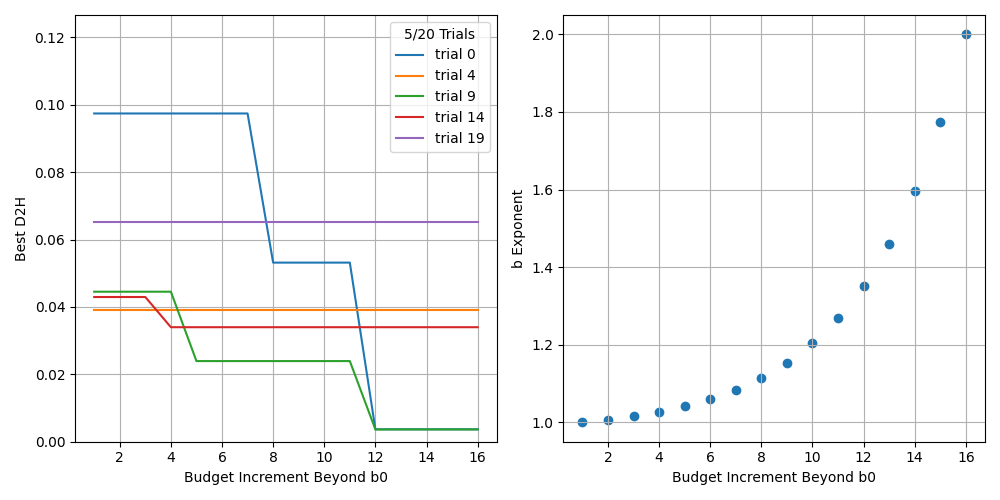 5/20 Trials
trial 0
trial 4
trial 9
trial 14
trial 19
0.12
0.10
0.08
0.06
0.04
0.02
0.00
Best D2H
2 4 6 8 10 12 14 16
Budget Increment Beyond b0
2.0
1.8
1.6
1.4
1.2
1.0
b Exponent
2 4 6 8 10 12 14 16
Budget Increment Beyond b0